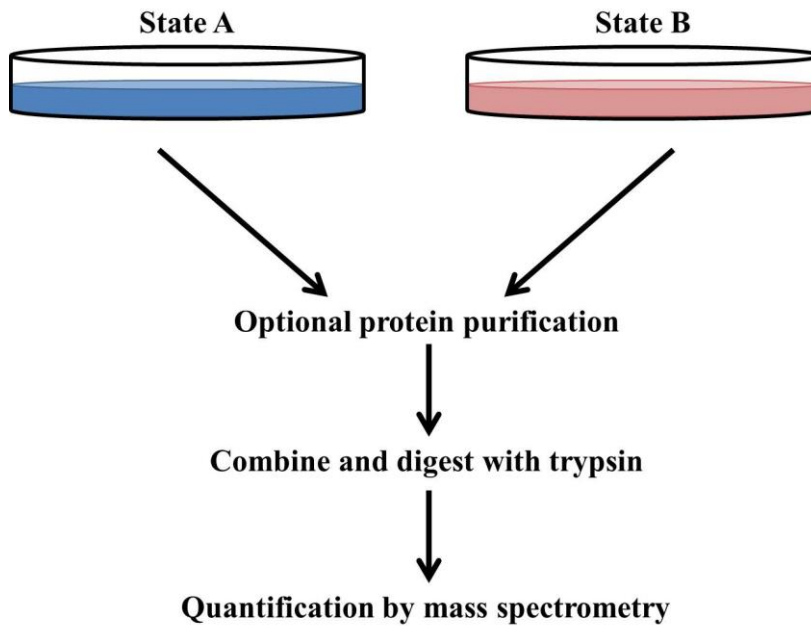 State A
State B
Optional protein purification
Combine and digest with trypsin
Quantification by mass spectrometry